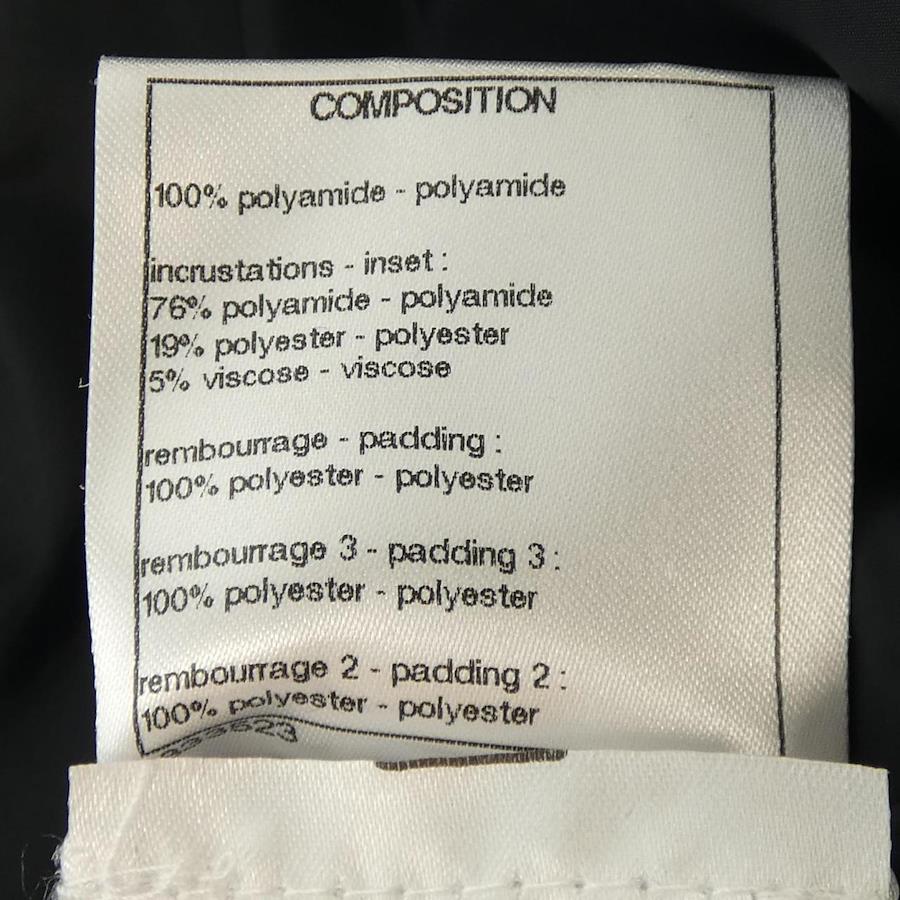 COMPOSITION
100% polyamide - polyamide
incrustations - inset :
76% polyamide - polyamide
19% polyester - polyester
5% viscose - viscose
rembourrage - padding :
100% polyester - polyester
rembourrage 3 - padding 3 :
100% polyester - polyester
rembourrage 2 - padding 2 :
100% polyester - polyester